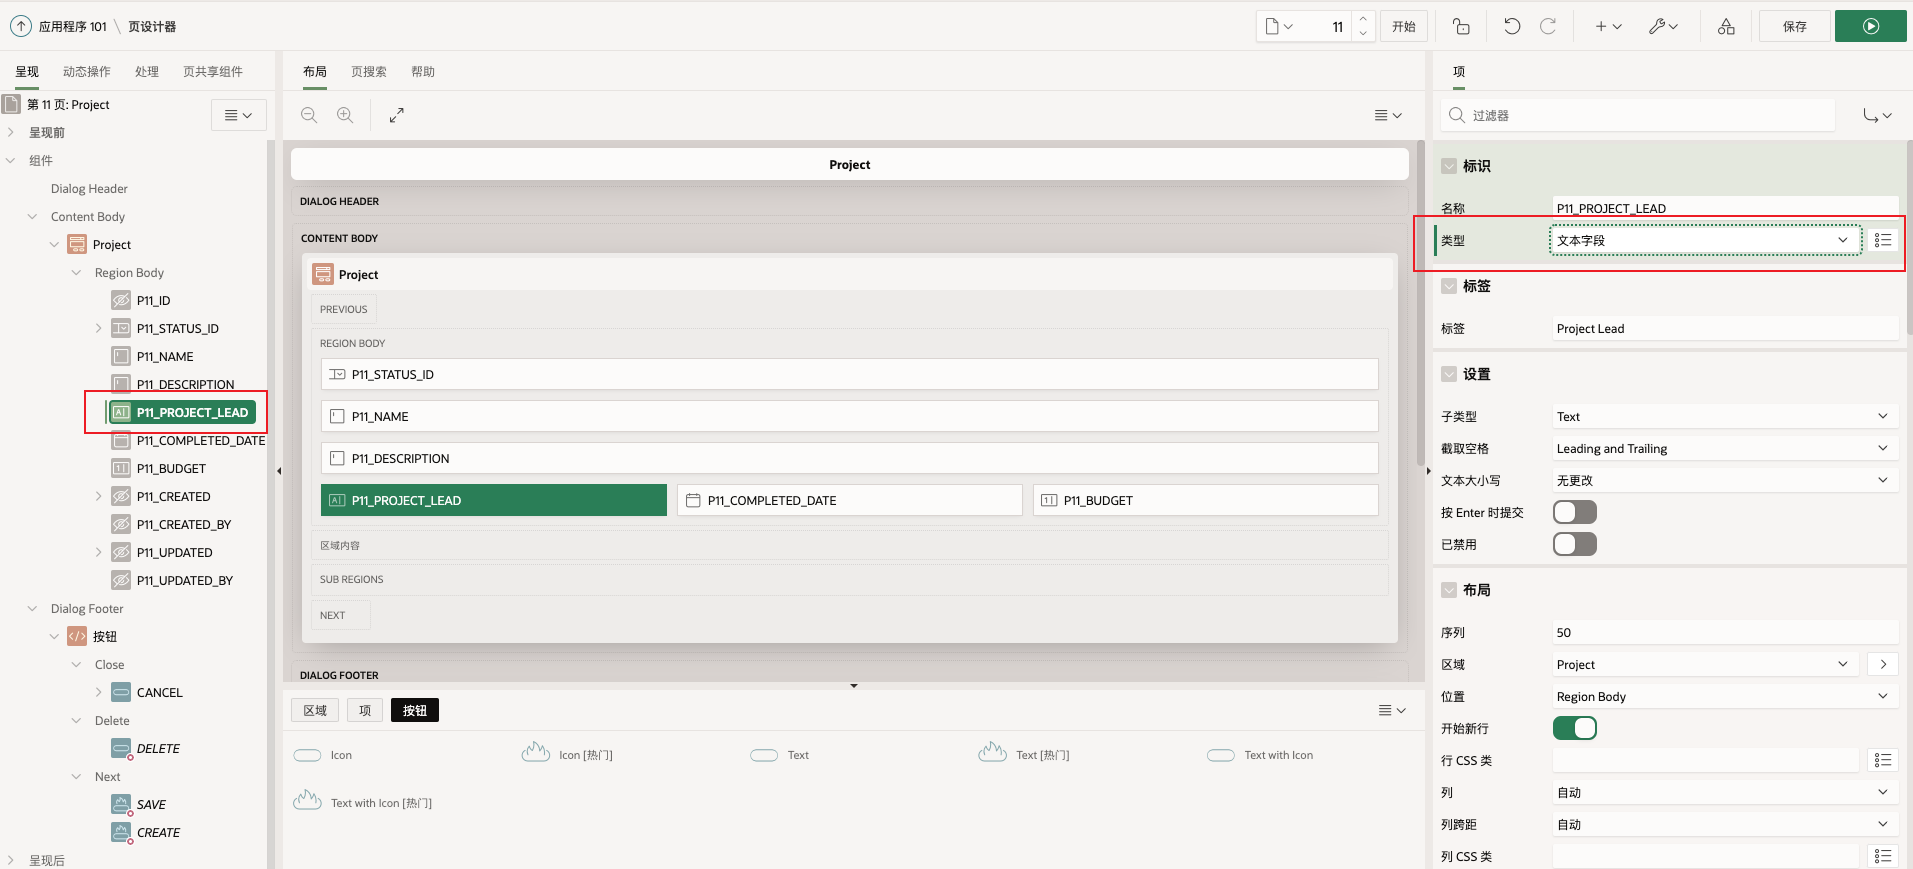 应用程序 101 \ 页设计器
11
开始
保存
呈现
动态操作
处理
页共享组件
第 11 页: Project
呈现前
组件
Dialog Header
Content Body
Project
Region Body
P11_ID
P11_STATUS_ID
P11_NAME
P11_DESCRIPTION
P11_PROJECT_LEAD
P11_COMPLETED_DATE
P11_BUDGET
P11_CREATED
P11_CREATED_BY
P11_UPDATED
P11_UPDATED_BY
Dialog Footer
按钮
Close
CANCEL
Delete
DELETE
Next
SAVE
CREATE
呈现后
布局
页搜索
帮助
Project
DIALOG HEADER
CONTENT BODY
Project
PREVIOUS
REGION BODY
P11_STATUS_ID
P11_NAME
P11_DESCRIPTION
P11_PROJECT_LEAD
P11_COMPLETED_DATE
P11_BUDGET
区域内容
SUB REGIONS
NEXT
DIALOG FOOTER
区域
项
按钮
Icon
Icon [热门]
Text
Text [热门]
Text with Icon
Text with Icon [热门]
项
过滤器
标识
名称
P11_PROJECT_LEAD
类型
文本字段
标签
标签
Project Lead
设置
子类型
Text
截取空格
Leading and Trailing
文本大小写
无更改
按 Enter 时提交
已禁用
布局
序列
50
区域
Project
位置
Region Body
开始新行
行 CSS 类
列
自动
列跨距
自动
列 CSS 类